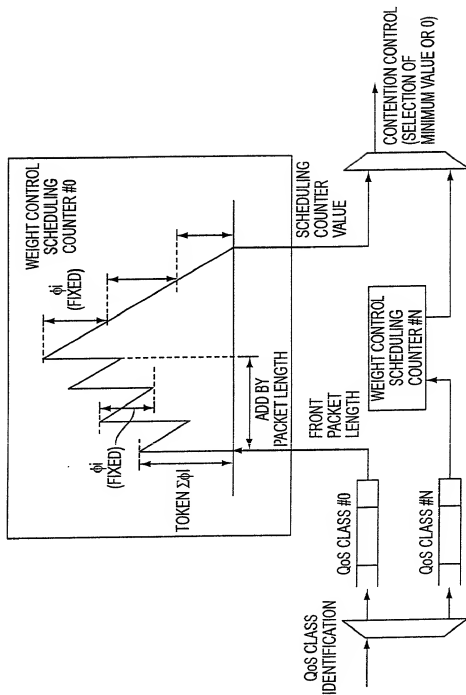 WEIGHT CONTROL
SCHEDULING
COUNTER #0
ϕi
(FIXED)
ϕi
(FIXED)
TOKEN Σϕl
ADD BY
PACKET LENGTH
FRONT
PACKET
LENGTH
SCHEDULING
COUNTER
VALUE
QoS CLASS
IDENTIFICATION
QoS CLASS #0
QoS CLASS #N
WEIGHT CONTROL
SCHEDULING
COUNTER #N
CONTENTION CONTROL
(SELECTION OF
MINIMUM VALUE OR 0)